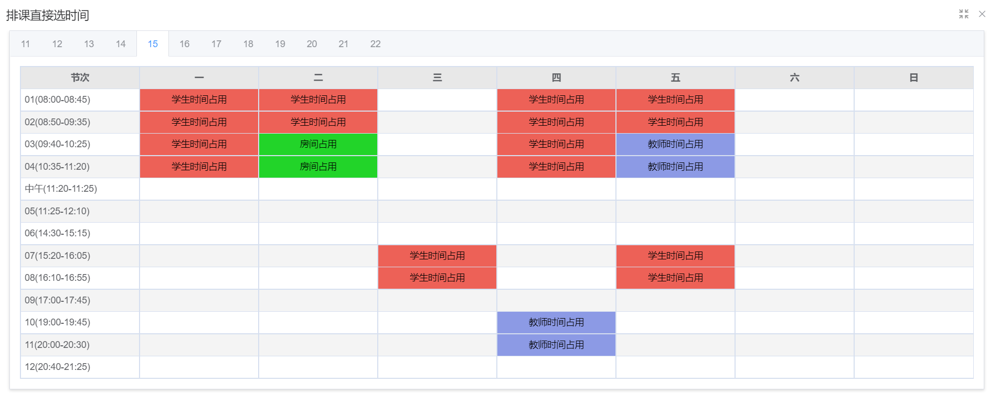 排课直接选时间
11 12 13 14 15 16 17 18 19 20 21 22
节次 一 二 三 四 五 六 日
01(08:00-08:45) 学生时间占用 学生时间占用 学生时间占用 学生时间占用
02(08:50-09:35) 学生时间占用 学生时间占用 学生时间占用 学生时间占用
03(09:40-10:25) 学生时间占用 房间占用 学生时间占用 教师时间占用
04(10:35-11:20) 学生时间占用 房间占用 学生时间占用 教师时间占用
中午(11:20-11:25)
05(11:25-12:10)
06(14:30-15:15)
07(15:20-16:05) 学生时间占用 学生时间占用
08(16:10-16:55) 学生时间占用 学生时间占用
09(17:00-17:45)
10(19:00-19:45) 教师时间占用
11(20:00-20:30) 教师时间占用
12(20:40-21:25)